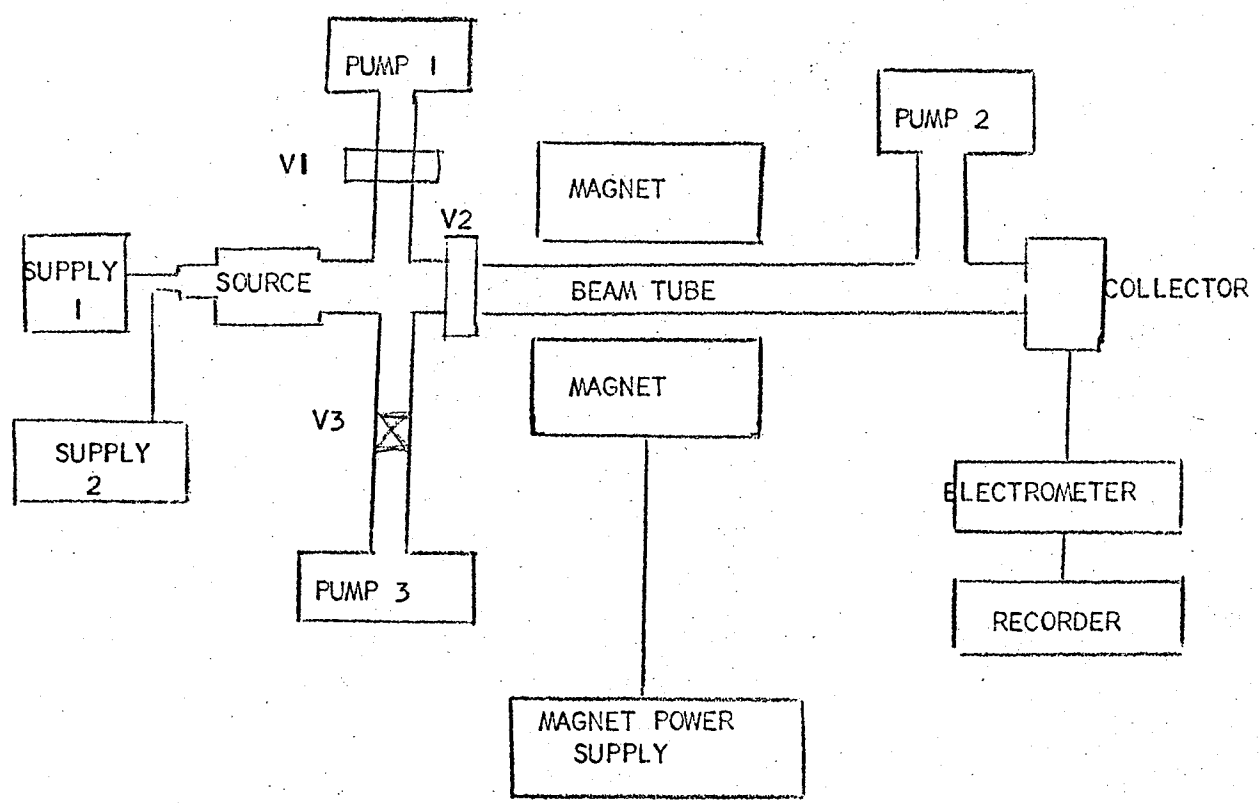 PUMP 1
PUMP 2
V1
MAGNET
V2
SUPPLY
1
SOURCE
BEAM TUBE
COLLECTOR
MAGNET
V3
SUPPLY
2
ELECTROMETER
PUMP 3
RECORDER
MAGNET POWER
SUPPLY